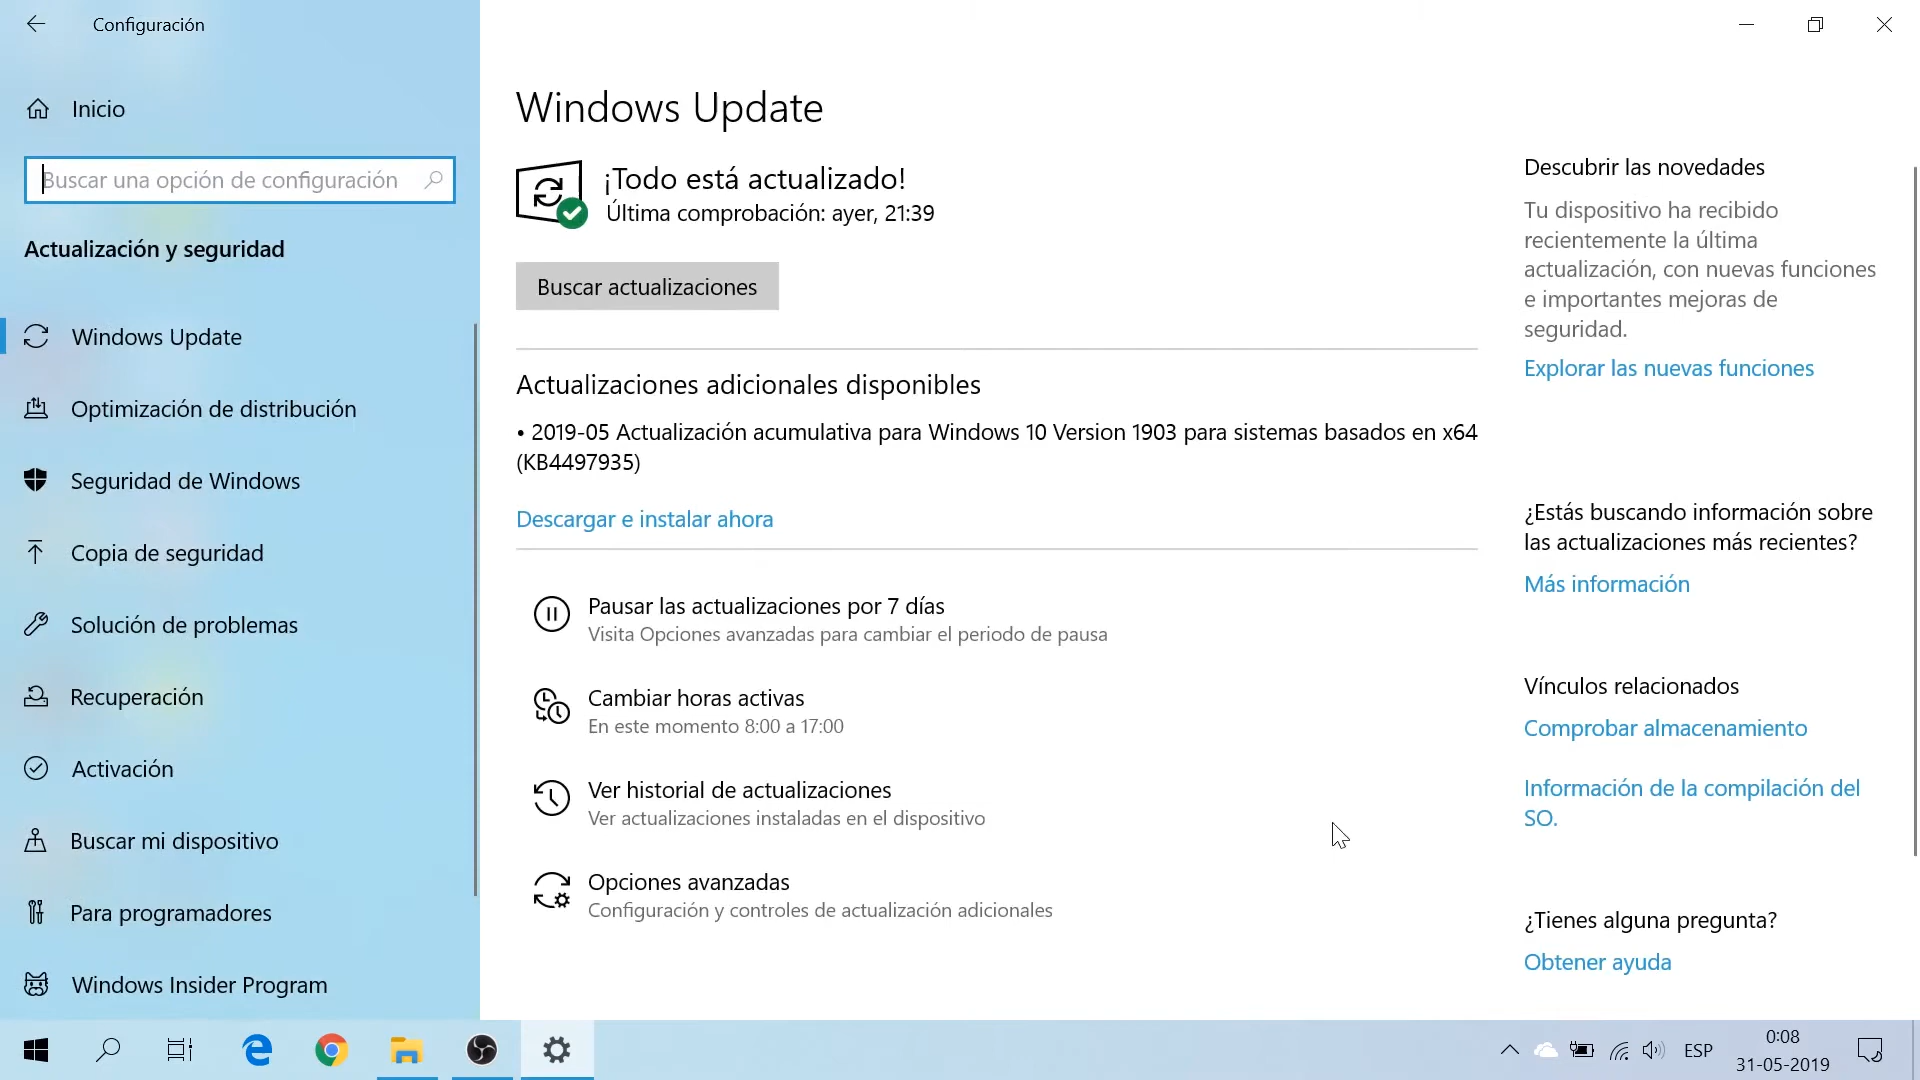 Configuración
Inicio
Buscar una opción de configuración
Actualización y seguridad
Windows Update
Optimización de distribución
Seguridad de Windows
Copia de seguridad
Solución de problemas
Recuperación
Activación
Buscar mi dispositivo
Para programadores
Windows Insider Program
Windows Update
¡Todo está actualizado!
Última comprobación: ayer, 21:39
Buscar actualizaciones
Actualizaciones adicionales disponibles
• 2019-05 Actualización acumulativa para Windows 10 Version 1903 para sistemas basados en x64
(KB4497935)
Descargar e instalar ahora
Pausar las actualizaciones por 7 días
Visita Opciones avanzadas para cambiar el periodo de pausa
Cambiar horas activas
En este momento 8:00 a 17:00
Ver historial de actualizaciones
Ver actualizaciones instaladas en el dispositivo
Opciones avanzadas
Configuración y controles de actualización adicionales
Descubrir las novedades
Tu dispositivo ha recibido
recientemente la última
actualización, con nuevas funciones
e importantes mejoras de
seguridad.
Explorar las nuevas funciones
¿Estás buscando información sobre
las actualizaciones más recientes?
Más información
Vínculos relacionados
Comprobar almacenamiento
Información de la compilación del
SO.
¿Tienes alguna pregunta?
Obtener ayuda
ESP
0:08
31-05-2019